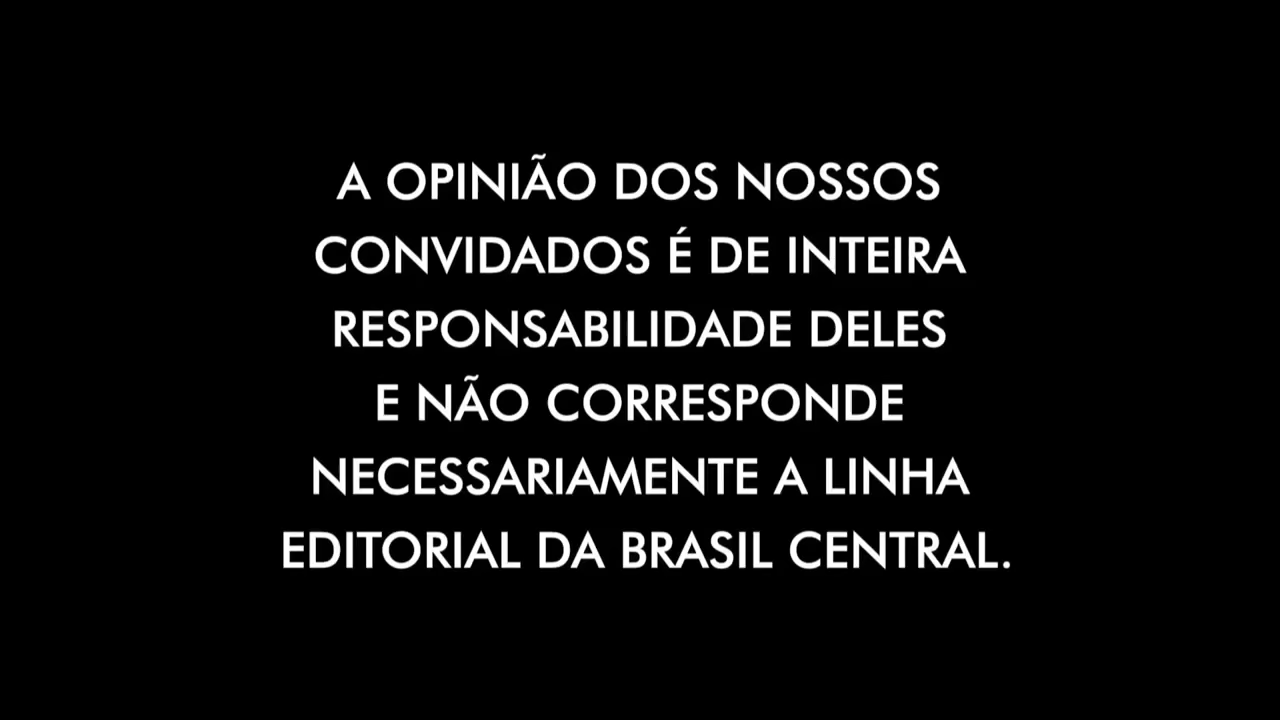 A OPINIÃO DOS NOSSOS
CONVIDADOS É DE INTEIRA
RESPONSABILIDADE DELES
E NÃO CORRESPONDE
NECESSARIAMENTE A LINHA
EDITORIAL DA BRASIL CENTRAL.